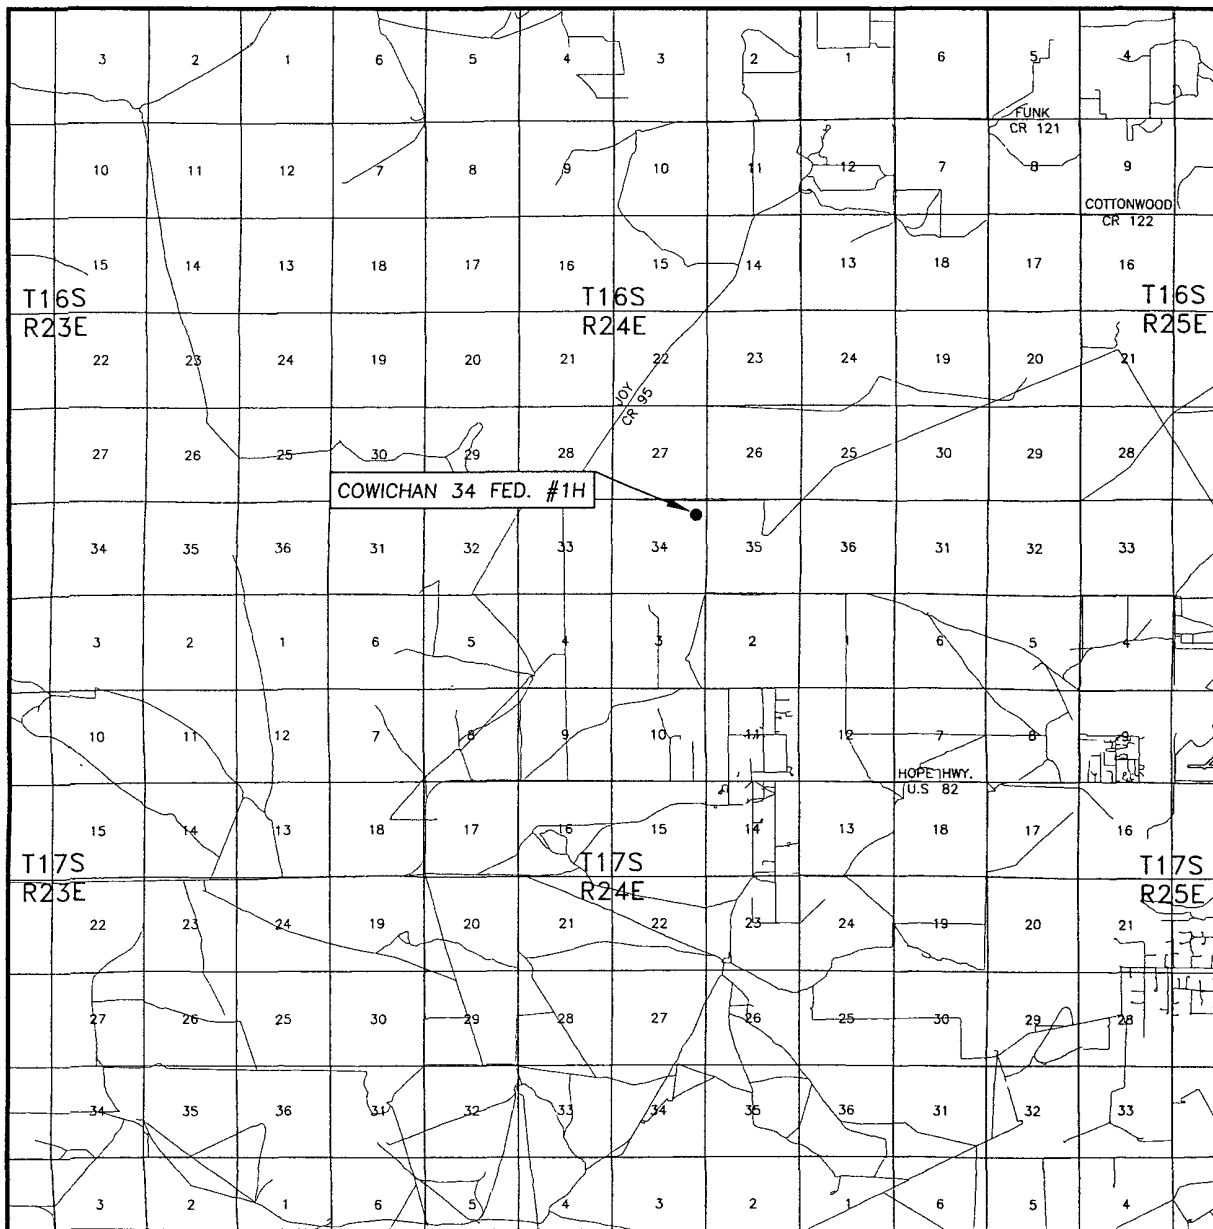 3 2 1 6 5 4 3 2 1 6 5 4
FUNK
CR 121
10 11 12 7 8 9 10 11 12 7 8 9
COTTONWOOD
CR 122
15 14 13 18 17 16 15 14 13 18 17 16
T16S T16S T16S
R23E R24E R25E
22 23 24 19 20 21 22 23 24 19 20 21
JOY
CR 95
27 26 25 30 29 28 27 26 25 30 29 28
COWICHAN 34 FED. #1H
34 35 36 31 32 33 34 35 36 31 32 33
3 2 1 6 5 4 3 2 1 6 5 4
10 11 12 7 8 9 10 11 12 7 8 9
HOPE HWY.
U.S 82
15 14 13 18 17 16 15 14 13 18 17 16
T17S T17S T17S
R23E R24E R25E
22 23 24 19 20 21 22 23 24 19 20 21
27 26 25 30 29 28 27 26 25 30 29 28
34 35 36 31 32 33 34 35 36 31 32 33
3 2 1 6 5 4 3 2 1 6 5 4